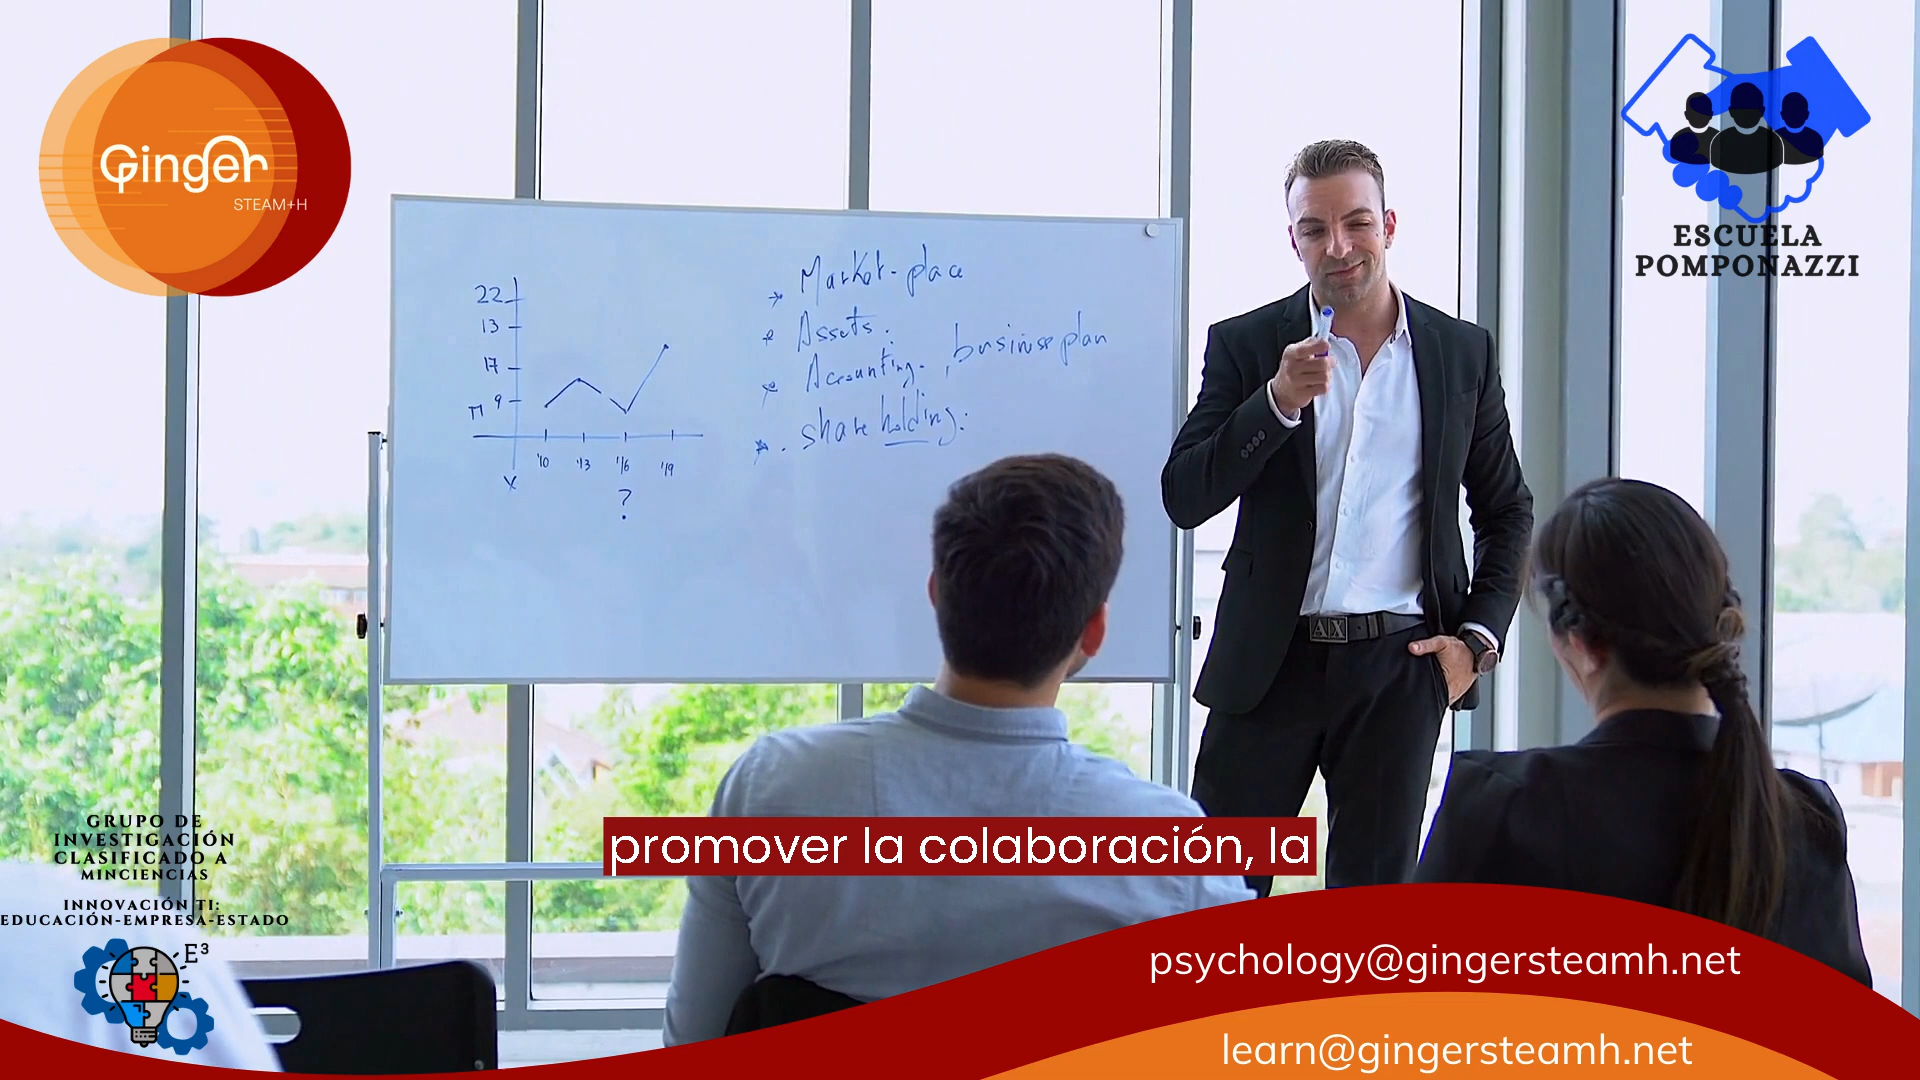 Ginger
STEAM+H
ESCUELA
POMPONAZZI
22
13
17
9
'10 '13 '16 '19
?
Market-place
Assets.
Accounting. , business plan
share holding.
AX
GRUPO DE
INVESTIGACIÓN
CLASIFICADO A
MINCIENCIAS
INNOVACIÓN TI:
EDUCACIÓN-EMPRESA-ESTADO
E³
promover la colaboración, la
psychology@gingersteamh.net
learn@gingersteamh.net